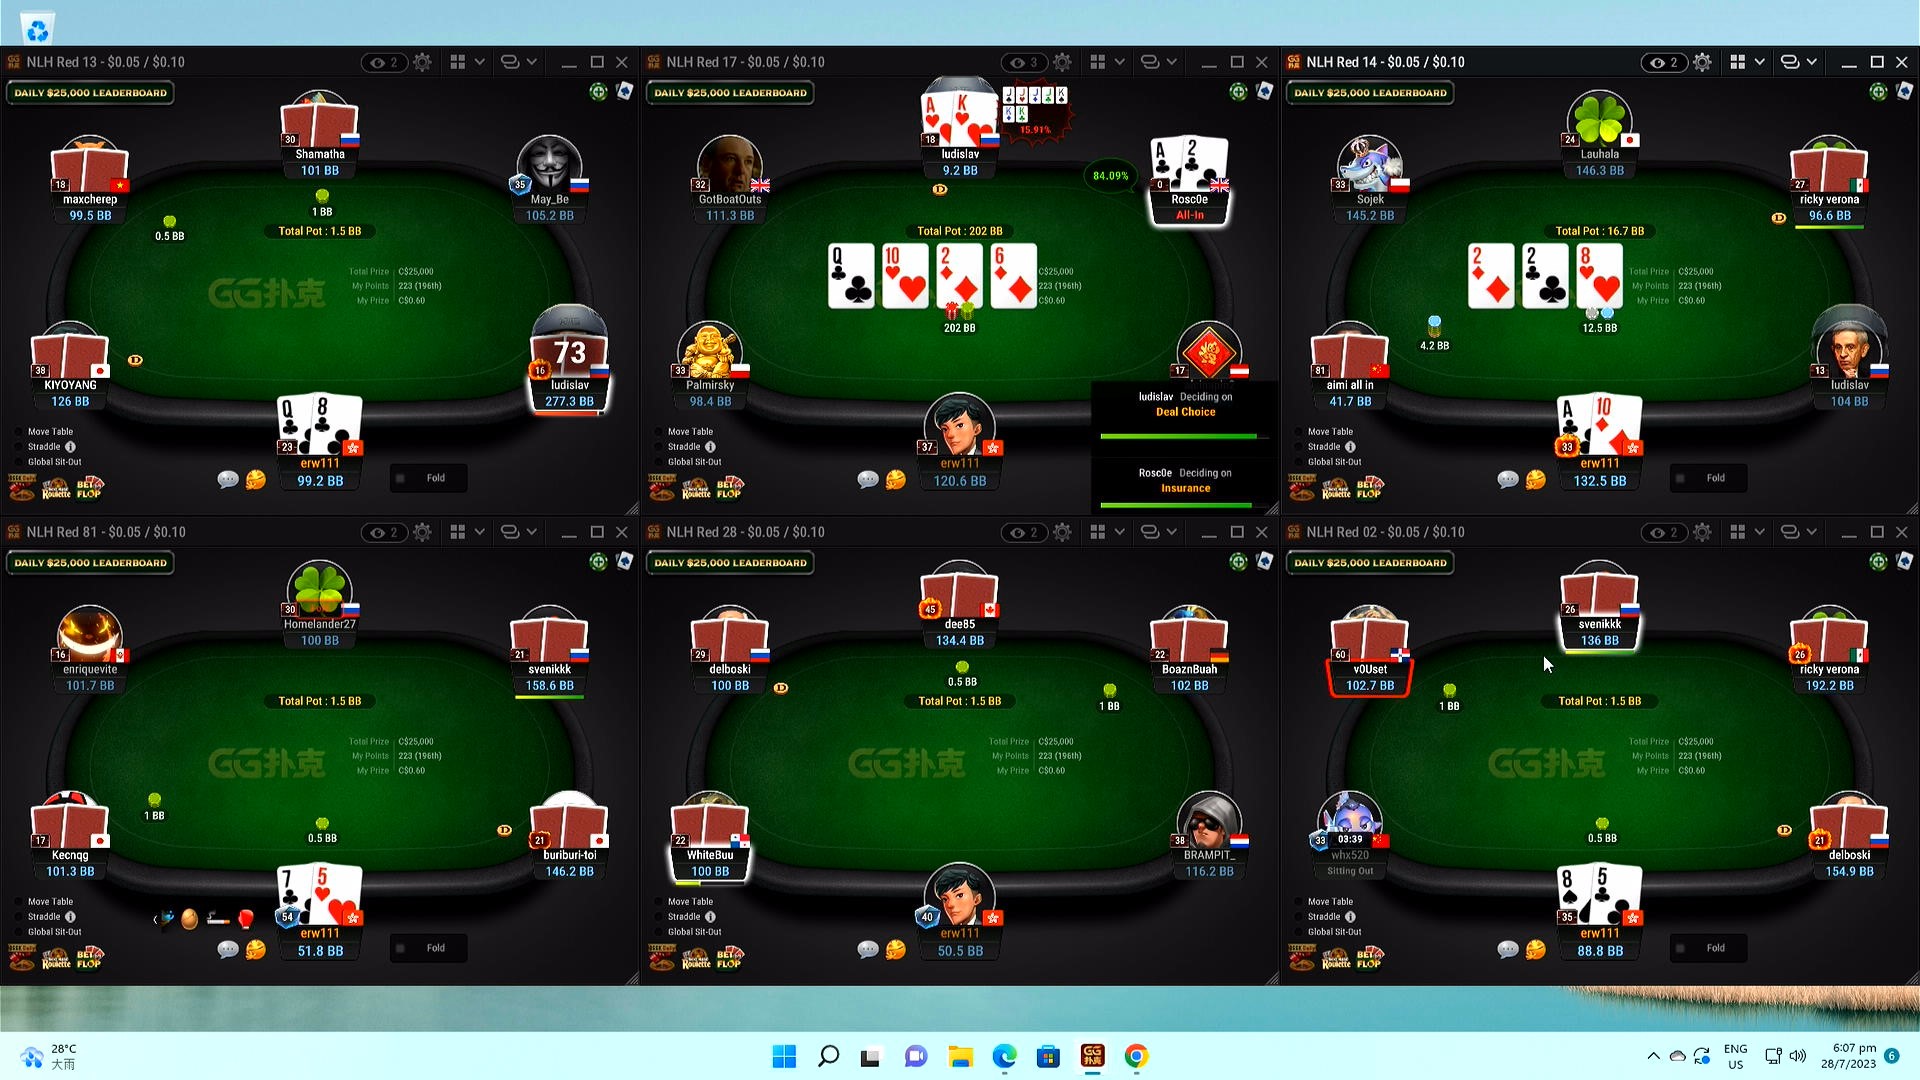 NLH Red 13 - $0.05 / $0.10
2
DAILY $25,000 LEADERBOARD
30
Shamatha
101 BB
18
maxcherep
99.5 BB
35
May_Be
105.2 BB
1 BB
0.5 BB
Total Pot : 1.5 BB
GG扑克
Total Prize C$25,000
My Points 223 (196th)
My Prize C$0.60
73
16
ludislav
277.3 BB
38
KIYOYANG
126 BB
D
Q 8
23
erw111
99.2 BB
Move Table
Straddle
Global Sit-Out
Roulette
BET FLOP
Fold
NLH Red 17 - $0.05 / $0.10
3
DAILY $25,000 LEADERBOARD
A K
J J J J K
K K
15.91%
18
ludislav
9.2 BB
D
84.09%
A 2
0
Rosc0e
All-In
32
GotBoatOuts
111.3 BB
Total Pot : 202 BB
Q 10 2 6
C$25,000
223 (196th)
C$0.60
202 BB
33
Palmirsky
98.4 BB
17
ludislav Deciding on
Deal Choice
Rosc0e Deciding on
Insurance
37
erw111
120.6 BB
Move Table
Straddle
Global Sit-Out
Roulette
BET FLOP
NLH Red 14 - $0.05 / $0.10
2
DAILY $25,000 LEADERBOARD
24
Lauhala
146.3 BB
33
Sojek
145.2 BB
27
ricky verona
96.6 BB
D
Total Pot : 16.7 BB
2 2 8
Total Prize C$25,000
My Points 223 (196th)
My Prize C$0.60
12.5 BB
4.2 BB
81
aimi all in
41.7 BB
13
ludislav
104 BB
A 10
33
erw111
132.5 BB
Move Table
Straddle
Global Sit-Out
Roulette
BET FLOP
Fold
NLH Red 81 - $0.05 / $0.10
2
DAILY $25,000 LEADERBOARD
30
Homelander27
100 BB
16
enriquevite
101.7 BB
21
svenikkk
158.6 BB
Total Pot : 1.5 BB
GG扑克
Total Prize C$25,000
My Points 223 (196th)
My Prize C$0.60
1 BB
0.5 BB
D
17
Kecnqg
101.3 BB
21
buriburi-toi
146.2 BB
7 5
54
erw111
51.8 BB
Move Table
Straddle
Global Sit-Out
Roulette
BET FLOP
Fold
NLH Red 28 - $0.05 / $0.10
2
DAILY $25,000 LEADERBOARD
45
dee85
134.4 BB
29
delboski
100 BB
22
BoaznBuah
102 BB
D
0.5 BB
1 BB
Total Pot : 1.5 BB
GG扑克
Total Prize C$25,000
My Points 223 (196th)
My Prize C$0.60
22
WhiteBuu
100 BB
38
BRAMPIT_
116.2 BB
40
erw111
50.5 BB
Move Table
Straddle
Global Sit-Out
Roulette
BET FLOP
NLH Red 02 - $0.05 / $0.10
2
DAILY $25,000 LEADERBOARD
26
svenikkk
136 BB
60
v0Uset
102.7 BB
26
ricky verona
192.2 BB
1 BB
Total Pot : 1.5 BB
GG扑克
Total Prize C$25,000
My Points 223 (196th)
My Prize C$0.60
0.5 BB
D
33
03:39
whx520
Sitting Out
21
delboski
154.9 BB
8 5
35
erw111
88.8 BB
Move Table
Straddle
Global Sit-Out
Roulette
BET FLOP
Fold
28°C
大雨
GG扑克
ENG
US
6:07 pm
28/7/2023
6